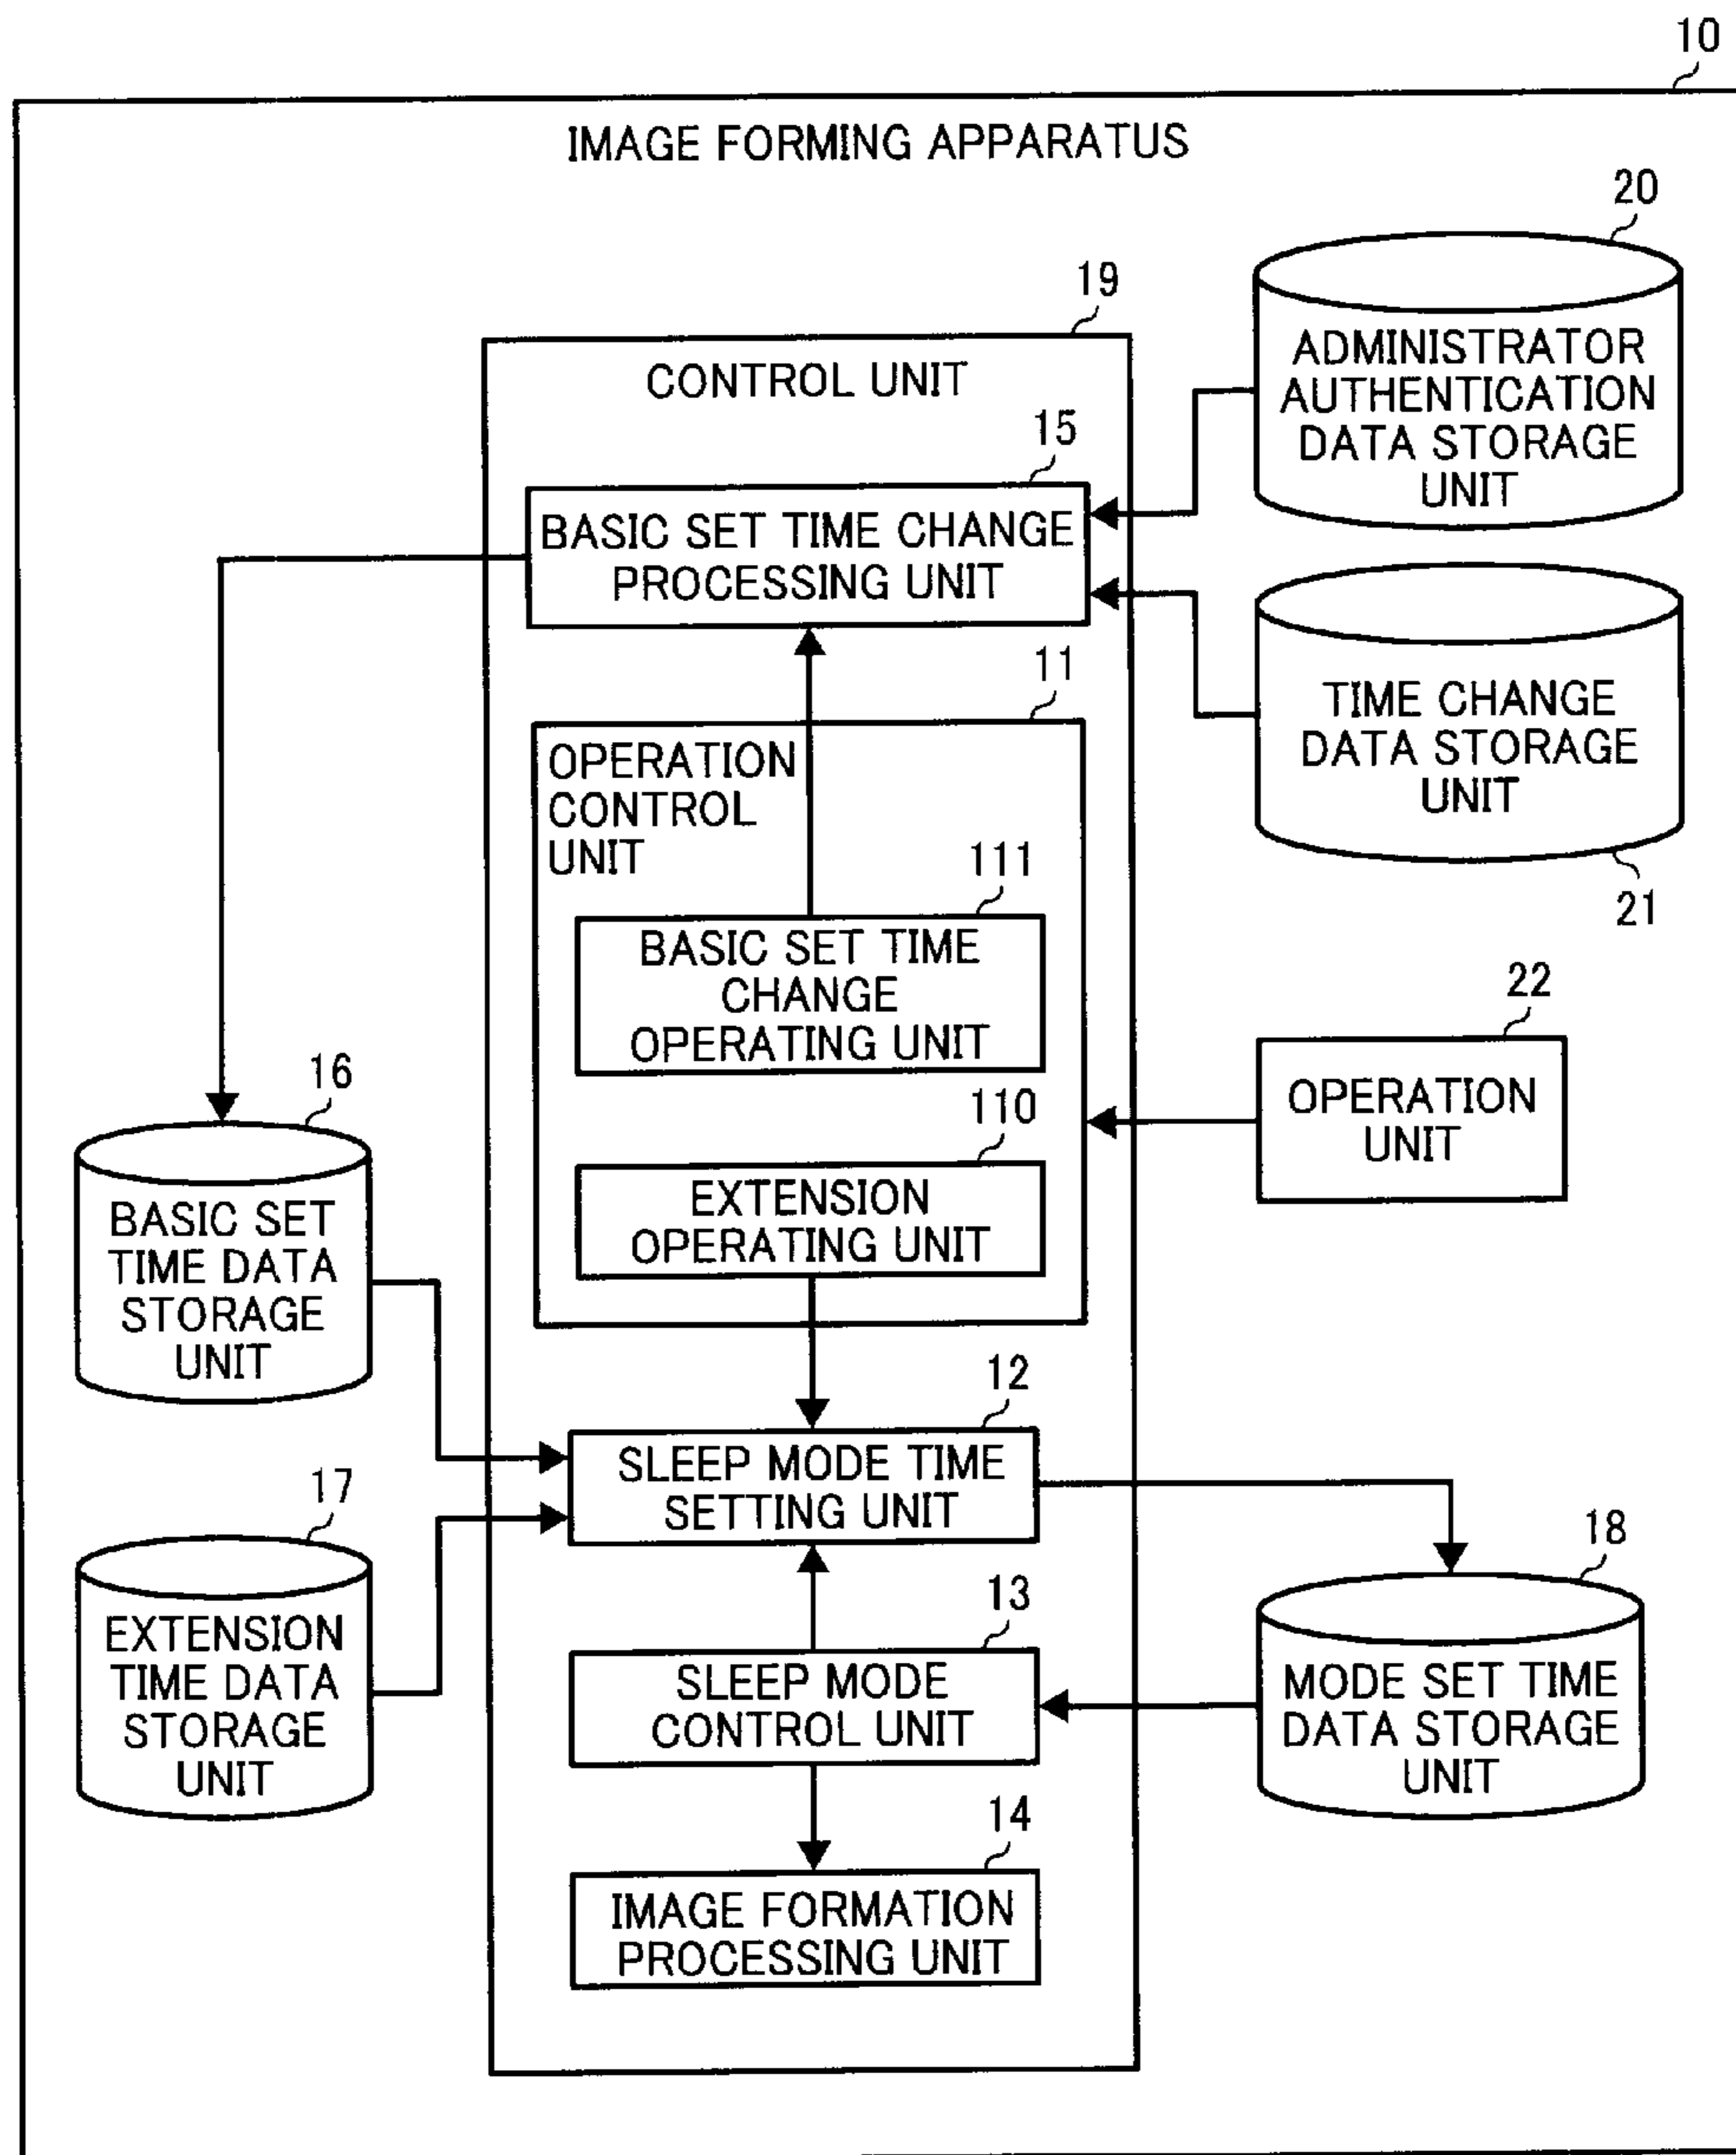 10
IMAGE FORMING APPARATUS
20
ADMINISTRATOR
AUTHENTICATION
DATA STORAGE
UNIT
19
CONTROL UNIT
15
BASIC SET TIME CHANGE
PROCESSING UNIT
TIME CHANGE
DATA STORAGE
UNIT
21
11
OPERATION
CONTROL
UNIT
111
BASIC SET TIME
CHANGE
OPERATING UNIT
22
OPERATION
UNIT
110
EXTENSION
OPERATING UNIT
16
BASIC SET
TIME DATA
STORAGE
UNIT
12
SLEEP MODE TIME
SETTING UNIT
17
EXTENSION
TIME DATA
STORAGE
UNIT
13
SLEEP MODE
CONTROL UNIT
18
MODE SET TIME
DATA STORAGE
UNIT
14
IMAGE FORMATION
PROCESSING UNIT